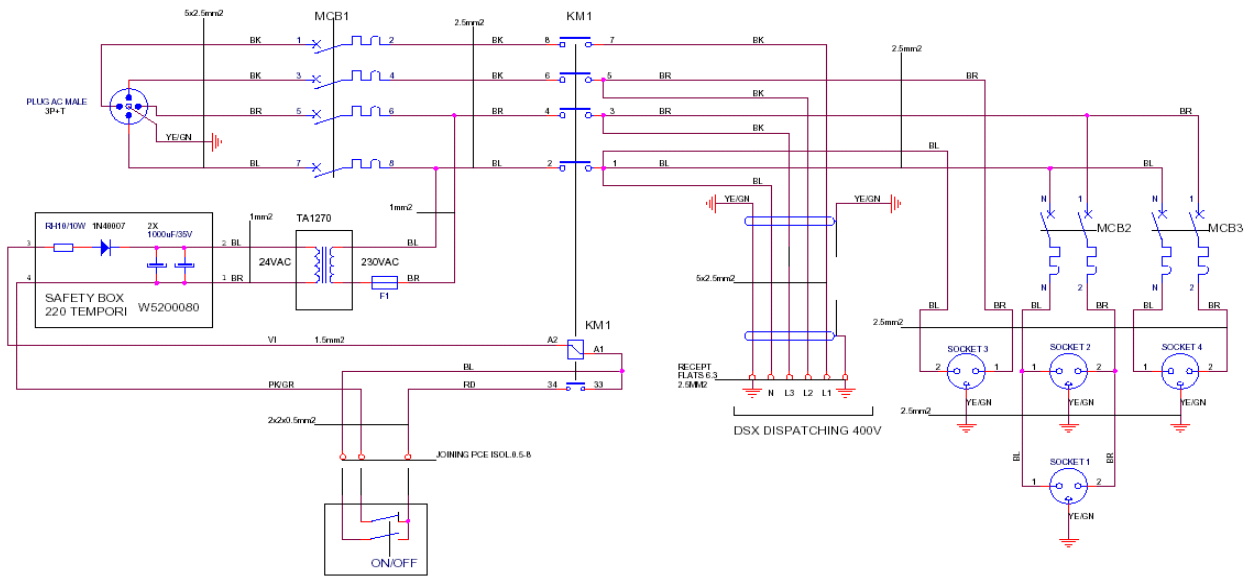 5x2.5mm2
MCB1
KM1
2.5mm2
1 2 BK BK 8 7 BK
2.5mm2
3 BK 4 BK 6 5 BR BR
BK
PLUG AC MALE
3P+T
5 BR 6 BR 4 3 BR BR
YE/GN
BK
BL
7 BL 8 BL 2 1 BL BL
BL
YE/GN YE/GN
N 1 N 1
MCB2 MCB3
1mm2
RH10/10W 1N40007 2X
1000uF/35V
1mm2
TA1270
3 2 BL BL
24VAC 230VAC
4 1 BR BR
F1
SAFETY BOX
220 TEMPORI W5200080
5x2.5mm2
N 2 N 2
KM1
BL BR BL BR BL BR
2.5mm2
VI 1.5mm2 A2 A1
SOCKET 3 SOCKET 2 SOCKET 4
BL
2 1 1 2 1 2
PK/GR RD 34 33
RECEPT
FLATS 6.3
2.5MM2
N L3 L2 L1
YE/GN YE/GN YE/GN
2.5mm2
2x2x0.5mm2
DSX DISPATCHING 400V
JOINING PCE ISOL.0.5-8
BL BR
SOCKET 1
1 2
YE/GN
ON/OFF